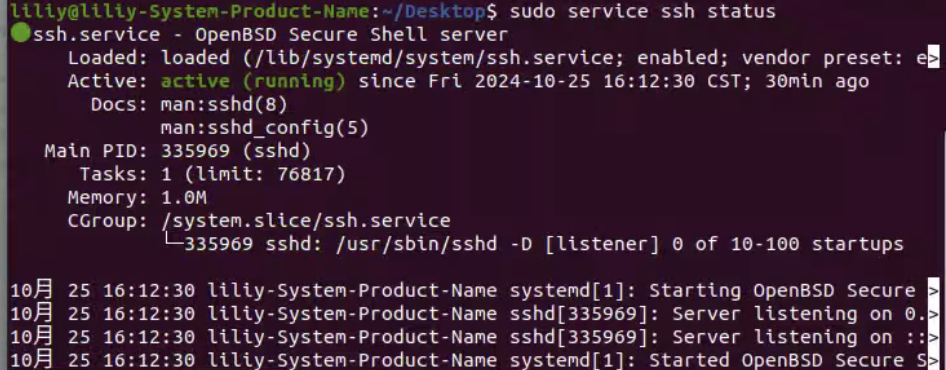 liliy@liliy-System-Product-Name:~/Desktop$ sudo service ssh status
●ssh.service - OpenBSD Secure Shell server
     Loaded: loaded (/lib/systemd/system/ssh.service; enabled; vendor preset: e>
     Active: active (running) since Fri 2024-10-25 16:12:30 CST; 30min ago
       Docs: man:sshd(8)
             man:sshd_config(5)
   Main PID: 335969 (sshd)
      Tasks: 1 (limit: 76817)
     Memory: 1.0M
     CGroup: /system.slice/ssh.service
             └─335969 sshd: /usr/sbin/sshd -D [listener] 0 of 10-100 startups
10月 25 16:12:30 liliy-System-Product-Name systemd[1]: Starting OpenBSD Secure >
10月 25 16:12:30 liliy-System-Product-Name sshd[335969]: Server listening on 0.>
10月 25 16:12:30 liliy-System-Product-Name sshd[335969]: Server listening on ::>
10月 25 16:12:30 liliy-System-Product-Name systemd[1]: Started OpenBSD Secure S>